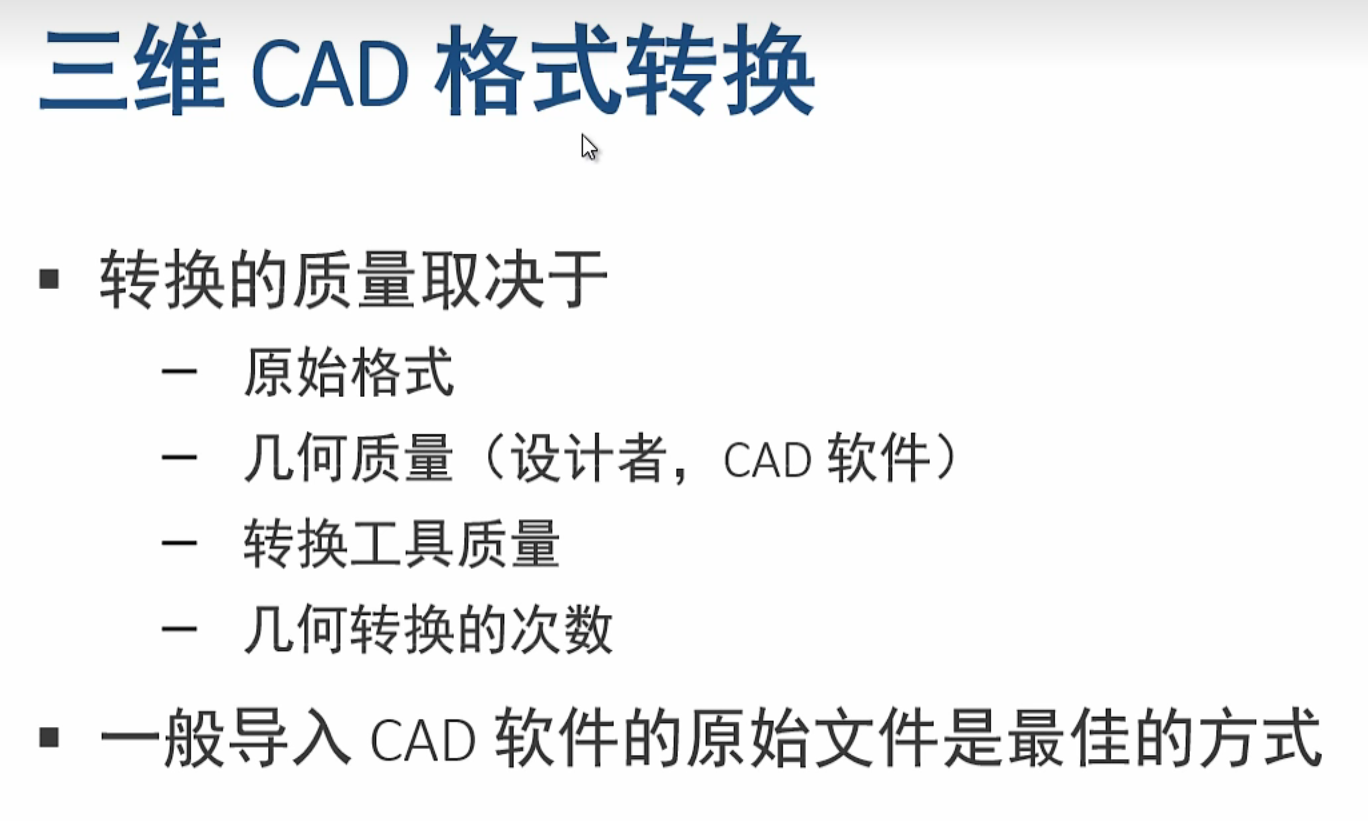 三维 CAD 格式转换
▪ 转换的质量取决于
– 原始格式
– 几何质量（设计者，CAD 软件）
– 转换工具质量
– 几何转换的次数
▪ 一般导入 CAD 软件的原始文件是最佳的方式